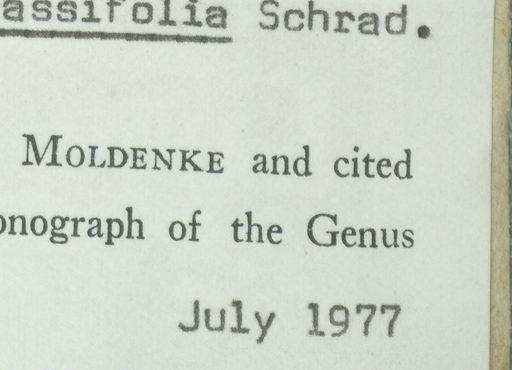 assifolia Schrad.
MOLDENKE and cited
onograph of the Genus
July 1977